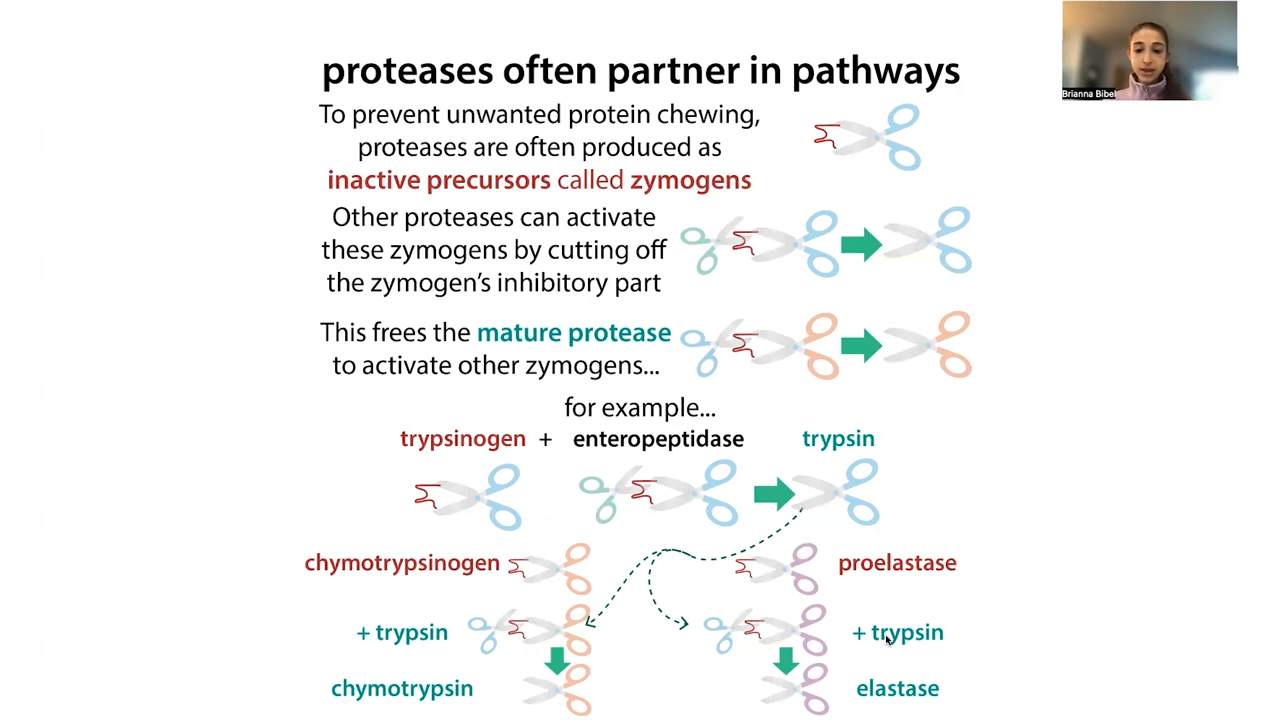 proteases often partner in pathways
Brianna Bibel
To prevent unwanted protein chewing,
proteases are often produced as
inactive precursors called zymogens
Other proteases can activate
these zymogens by cutting off
the zymogen's inhibitory part
This frees the mature protease
to activate other zymogens...
for example...
trypsinogen + enteropeptidase trypsin
chymotrypsinogen proelastase
+ trypsin + trypsin
chymotrypsin elastase